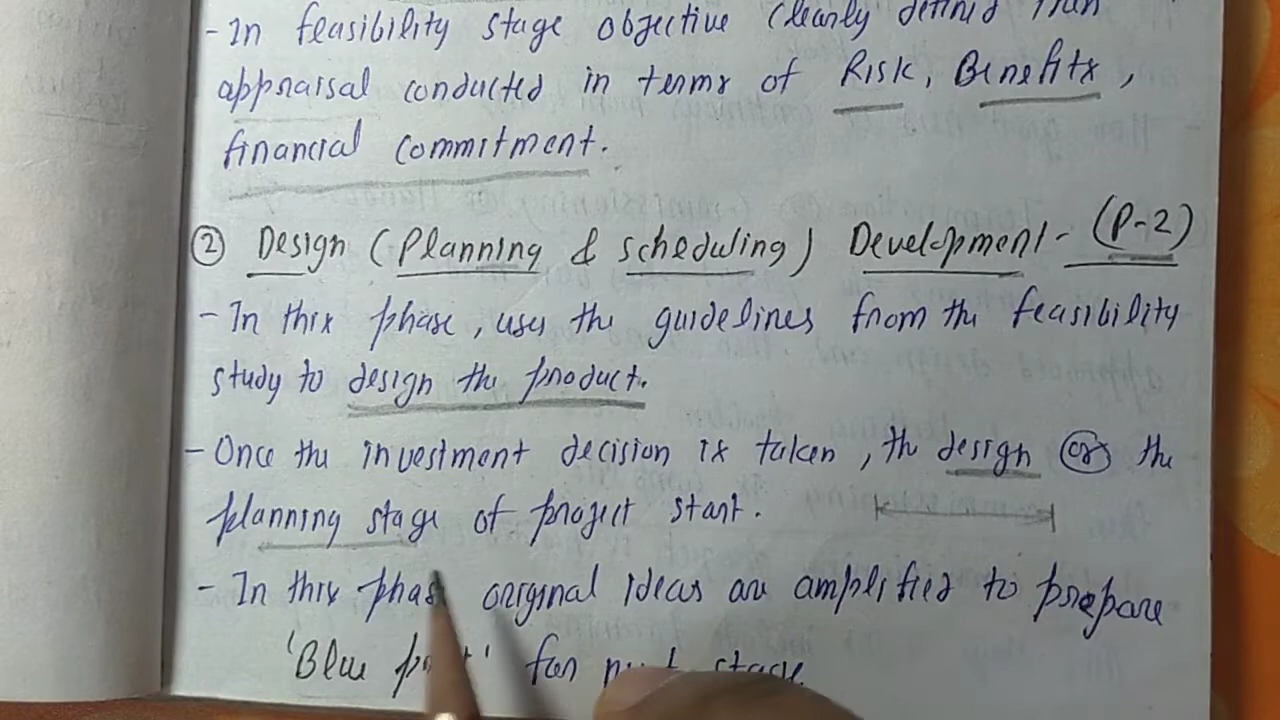 - In feasibility stage objective clearly defined than
appraisal conducted in terms of Risk, Benefits,
financial commitment.
② Design (Planning & Scheduling) Development - (P-2)
- In this phase, uses the guidelines from the feasibility
study to design the product.
- Once the investment decision is taken, the design or the
planning stage of project start.
- In this original ideas are amplified to prepare
'Blue for stage